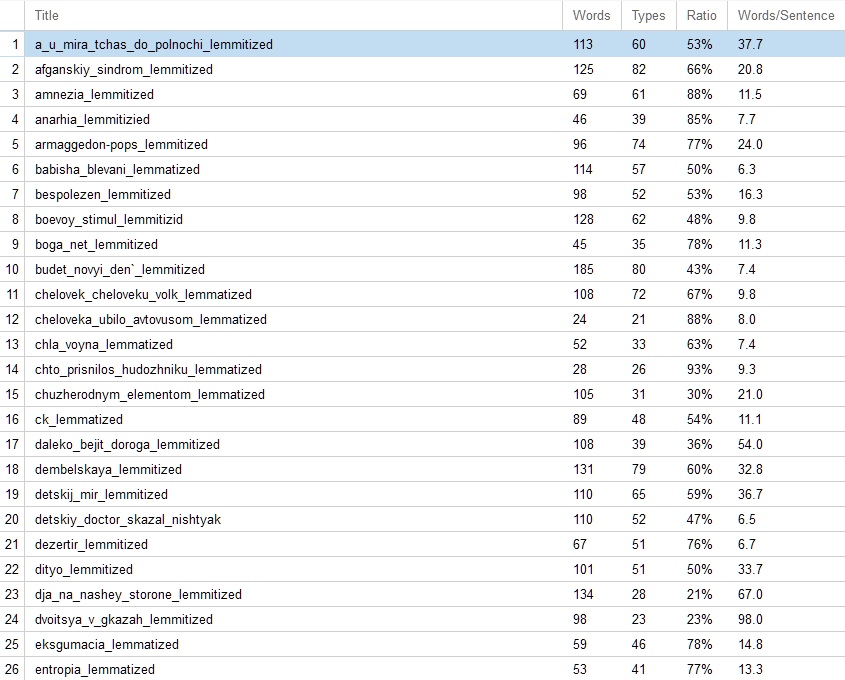 Title Words Types Ratio Words/Sentence
1 a_u_mira_tchas_do_polnochi_lemmitized 113 60 53% 37.7
2 afganskiy_sindrom_lemmitized 125 82 66% 20.8
3 amnezia_lemmitized 69 61 88% 11.5
4 anarhia_lemmitizied 46 39 85% 7.7
5 armaggedon-pops_lemmitized 96 74 77% 24.0
6 babisha_blevani_lemmatized 114 57 50% 6.3
7 bespolezen_lemmitized 98 52 53% 16.3
8 boevoy_stimul_lemmitizid 128 62 48% 9.8
9 boga_net_lemmitized 45 35 78% 11.3
10 budet_novyi_den`_lemmitized 185 80 43% 7.4
11 chelovek_cheloveku_volk_lemmatized 108 72 67% 9.8
12 cheloveka_ubilo_avtovusom_lemmatized 24 21 88% 8.0
13 chla_voyna_lemmatized 52 33 63% 7.4
14 chto_prisnilos_hudozhniku_lemmatized 28 26 93% 9.3
15 chuzherodnym_elementom_lemmatized 105 31 30% 21.0
16 ck_lemmatized 89 48 54% 11.1
17 daleko_bejit_doroga_lemmitized 108 39 36% 54.0
18 dembelskaya_lemmitized 131 79 60% 32.8
19 detskij_mir_lemmitized 110 65 59% 36.7
20 detskiy_doctor_skazal_nishtyak 110 52 47% 6.5
21 dezertir_lemmitized 67 51 76% 6.7
22 dityo_lemmitized 101 51 50% 33.7
23 dja_na_nashey_storone_lemmitized 134 28 21% 67.0
24 dvoitsya_v_gkazah_lemmitized 98 23 23% 98.0
25 eksgumacia_lemmatized 59 46 78% 14.8
26 entropia_lemmatized 53 41 77% 13.3